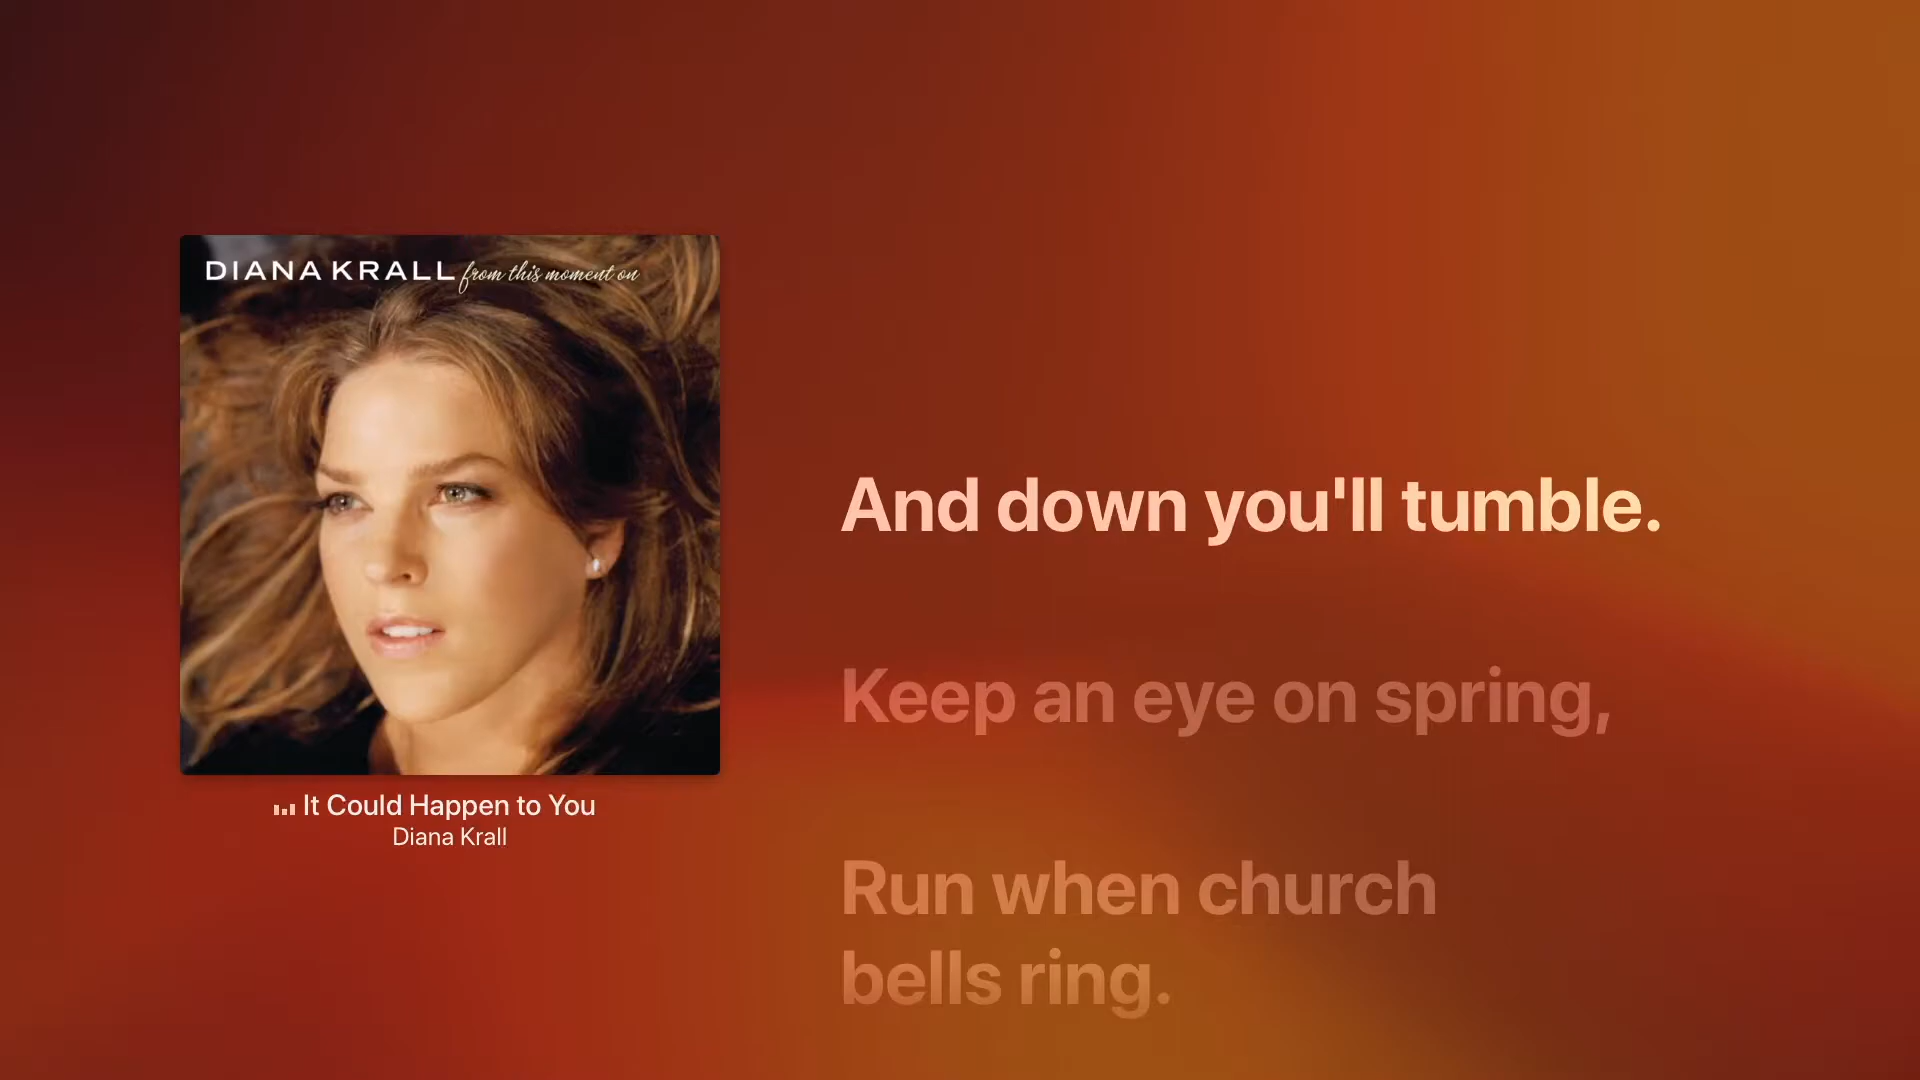 DIANA KRALL from this moment on
It Could Happen to You
Diana Krall
And down you'll tumble.
Keep an eye on spring,
Run when church
bells ring.